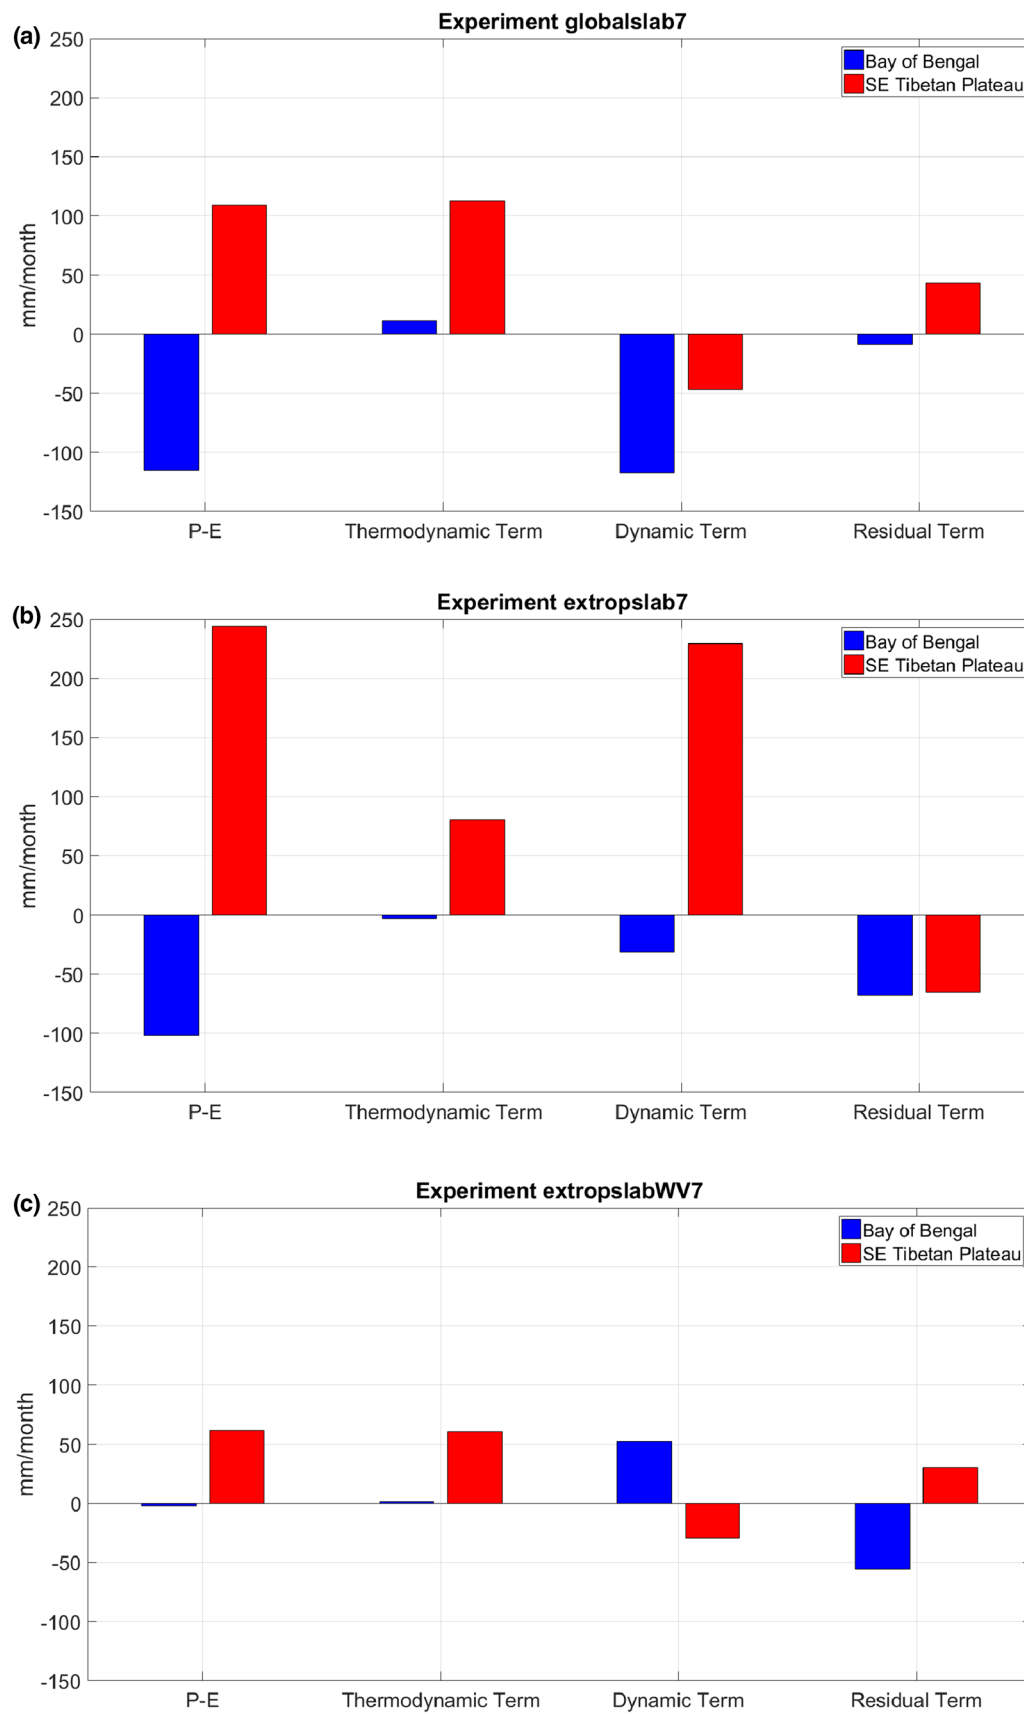 (a)
Experiment globalslab7
250
200
150
100
50
0
-50
-100
-150
mm/month
Bay of Bengal
SE Tibetan Plateau
P-E
Thermodynamic Term
Dynamic Term
Residual Term
(b)
Experiment extropslab7
250
200
150
100
50
0
-50
-100
-150
mm/month
Bay of Bengal
SE Tibetan Plateau
P-E
Thermodynamic Term
Dynamic Term
Residual Term
(c)
Experiment extropslabWV7
250
200
150
100
50
0
-50
-100
-150
mm/month
Bay of Bengal
SE Tibetan Plateau
P-E
Thermodynamic Term
Dynamic Term
Residual Term